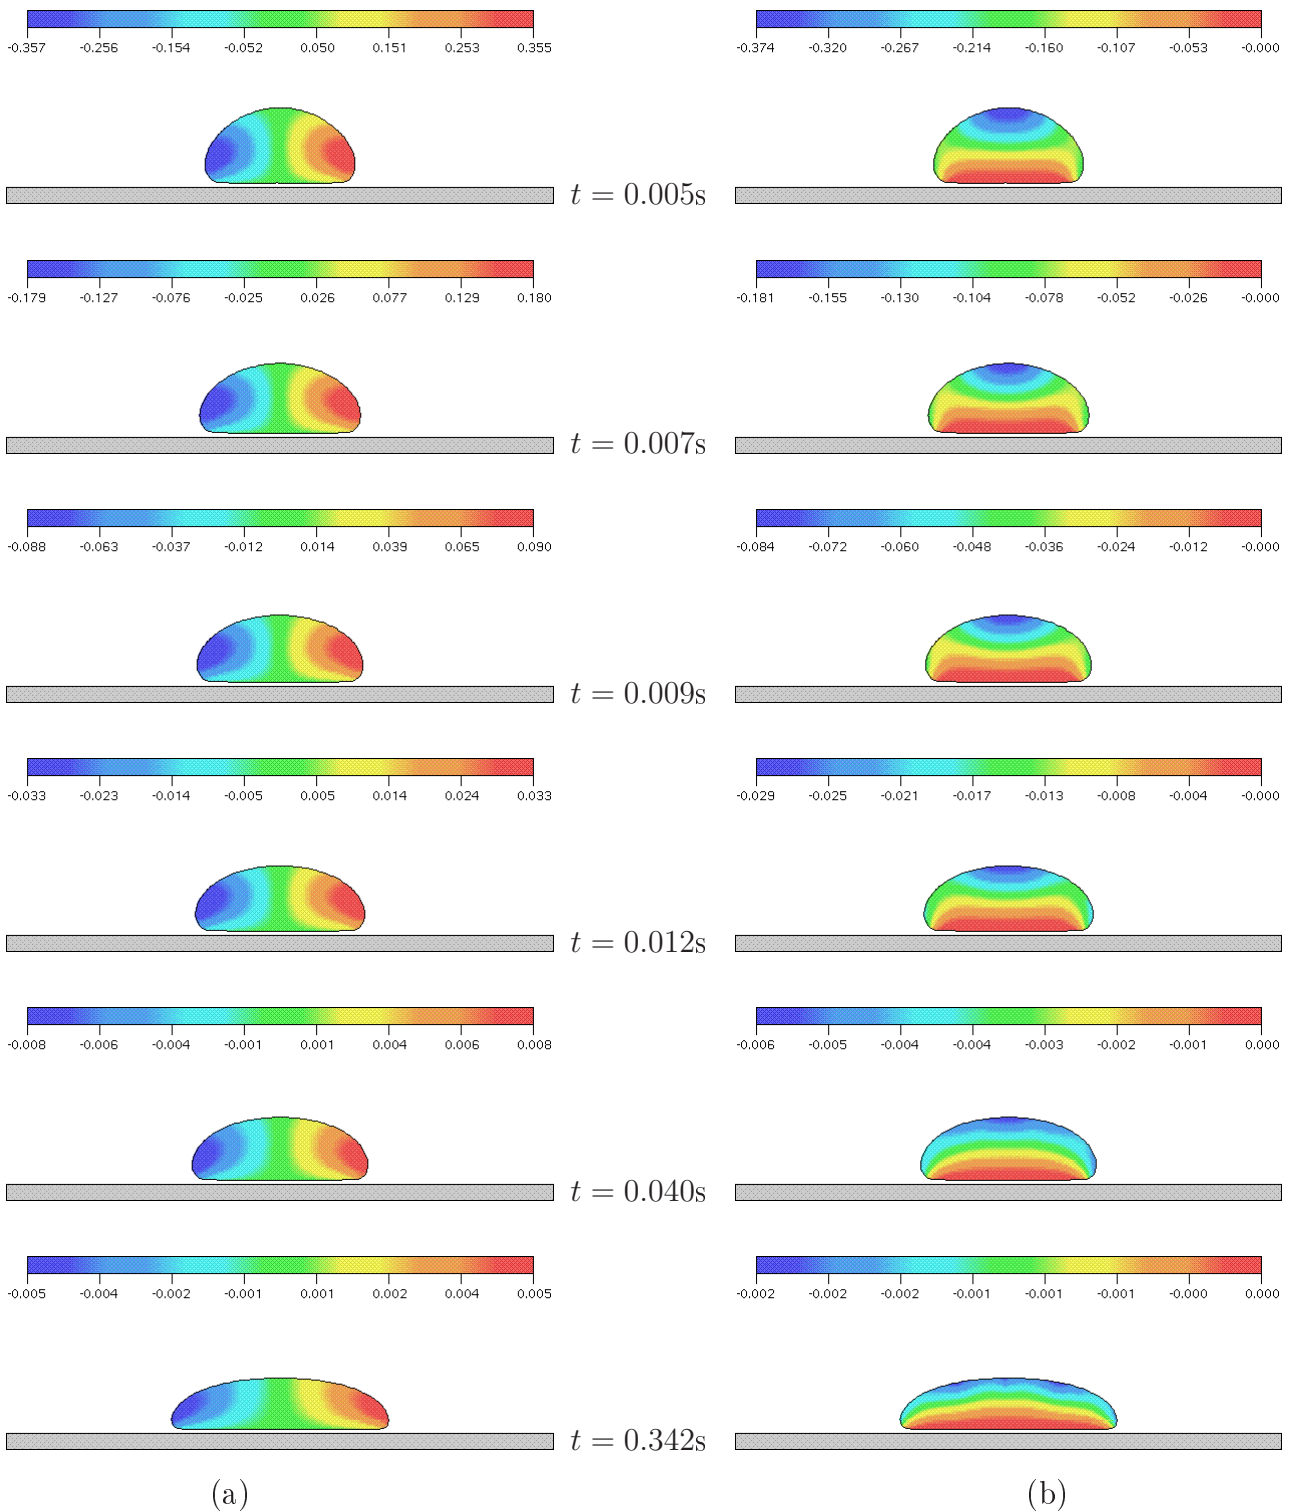 -0.357 -0.256 -0.154 -0.052 0.050 0.151 0.253 0.355
-0.374 -0.320 -0.267 -0.214 -0.160 -0.107 -0.053 -0.000
t = 0.005s
-0.179 -0.127 -0.076 -0.025 0.026 0.077 0.129 0.180
-0.181 -0.155 -0.130 -0.104 -0.078 -0.052 -0.026 -0.000
t = 0.007s
-0.088 -0.063 -0.037 -0.012 0.014 0.039 0.065 0.090
-0.084 -0.072 -0.060 -0.048 -0.036 -0.024 -0.012 -0.000
t = 0.009s
-0.033 -0.023 -0.014 -0.005 0.005 0.014 0.024 0.033
-0.029 -0.025 -0.021 -0.017 -0.013 -0.008 -0.004 -0.000
t = 0.012s
-0.008 -0.006 -0.004 -0.001 0.001 0.004 0.006 0.008
-0.006 -0.005 -0.004 -0.004 -0.003 -0.002 -0.001 0.000
t = 0.040s
-0.005 -0.004 -0.002 -0.001 0.001 0.002 0.004 0.005
-0.002 -0.002 -0.002 -0.001 -0.001 -0.001 -0.000 0.000
t = 0.342s
(a)
(b)